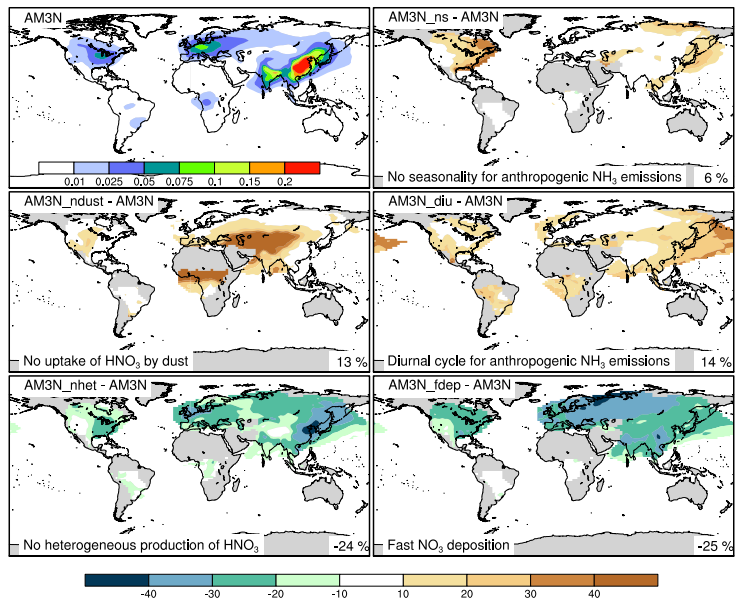 AM3N
0.01 0.025 0.05 0.075 0.1 0.15 0.2
AM3N_ns - AM3N
No seasonality for anthropogenic NH₃ emissions 6 %
AM3N_ndust - AM3N
No uptake of HNO₃ by dust 13 %
AM3N_diu - AM3N
Diurnal cycle for anthropogenic NH₃ emissions 14 %
AM3N_nhet - AM3N
No heterogeneous production of HNO₃ -24 %
AM3N_fdep - AM3N
Fast NO₃ deposition -25 %
-40 -30 -20 -10 10 20 30 40